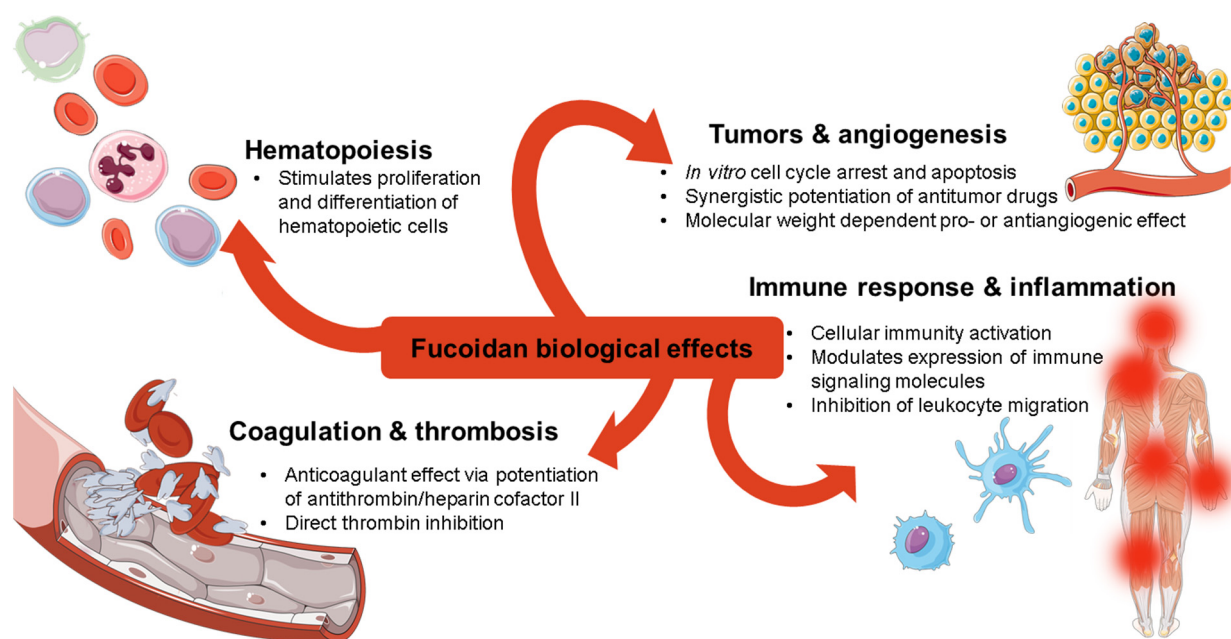 Hematopoiesis
• Stimulates proliferation
and differentiation of
hematopoietic cells
Tumors & angiogenesis
• In vitro cell cycle arrest and apoptosis
• Synergistic potentiation of antitumor drugs
• Molecular weight dependent pro- or antiangiogenic effect
Fucoidan biological effects
Immune response & inflammation
• Cellular immunity activation
• Modulates expression of immune
signaling molecules
• Inhibition of leukocyte migration
Coagulation & thrombosis
• Anticoagulant effect via potentiation
of antithrombin/heparin cofactor II
• Direct thrombin inhibition